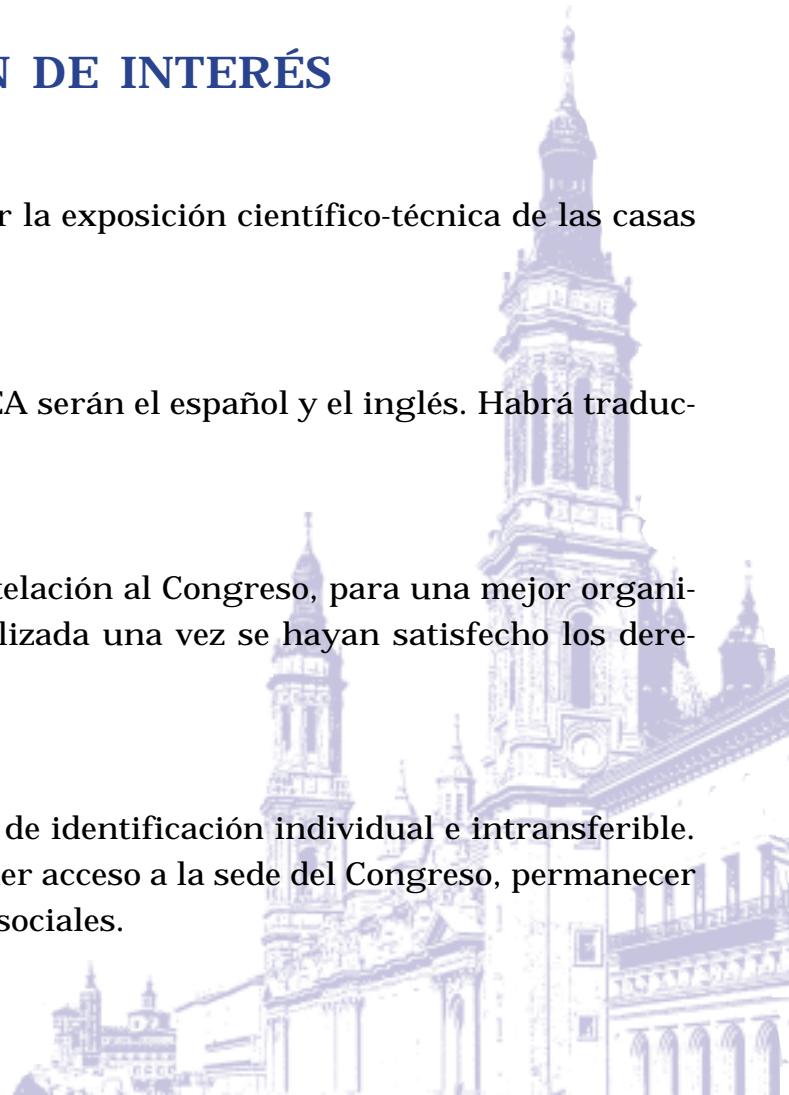 N DE INTERÉS
r la exposición científico-técnica de las casas
EA serán el español y el inglés. Habrá traduc-
telación al Congreso, para una mejor organi-
lizada una vez se hayan satisfecho los dere-
de identificación individual e intransferible.
er acceso a la sede del Congreso, permanecer
sociales.